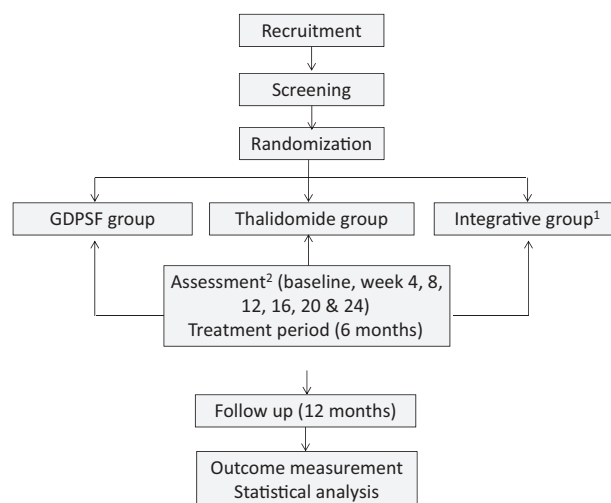 Recruitment
Screening
Randomization
GDPSF group
Thalidomide group
Integrative group¹
Assessment² (baseline, week 4, 8,
12, 16, 20 & 24)
Treatment period (6 months)
Follow up (12 months)
Outcome measurement
Statistical analysis